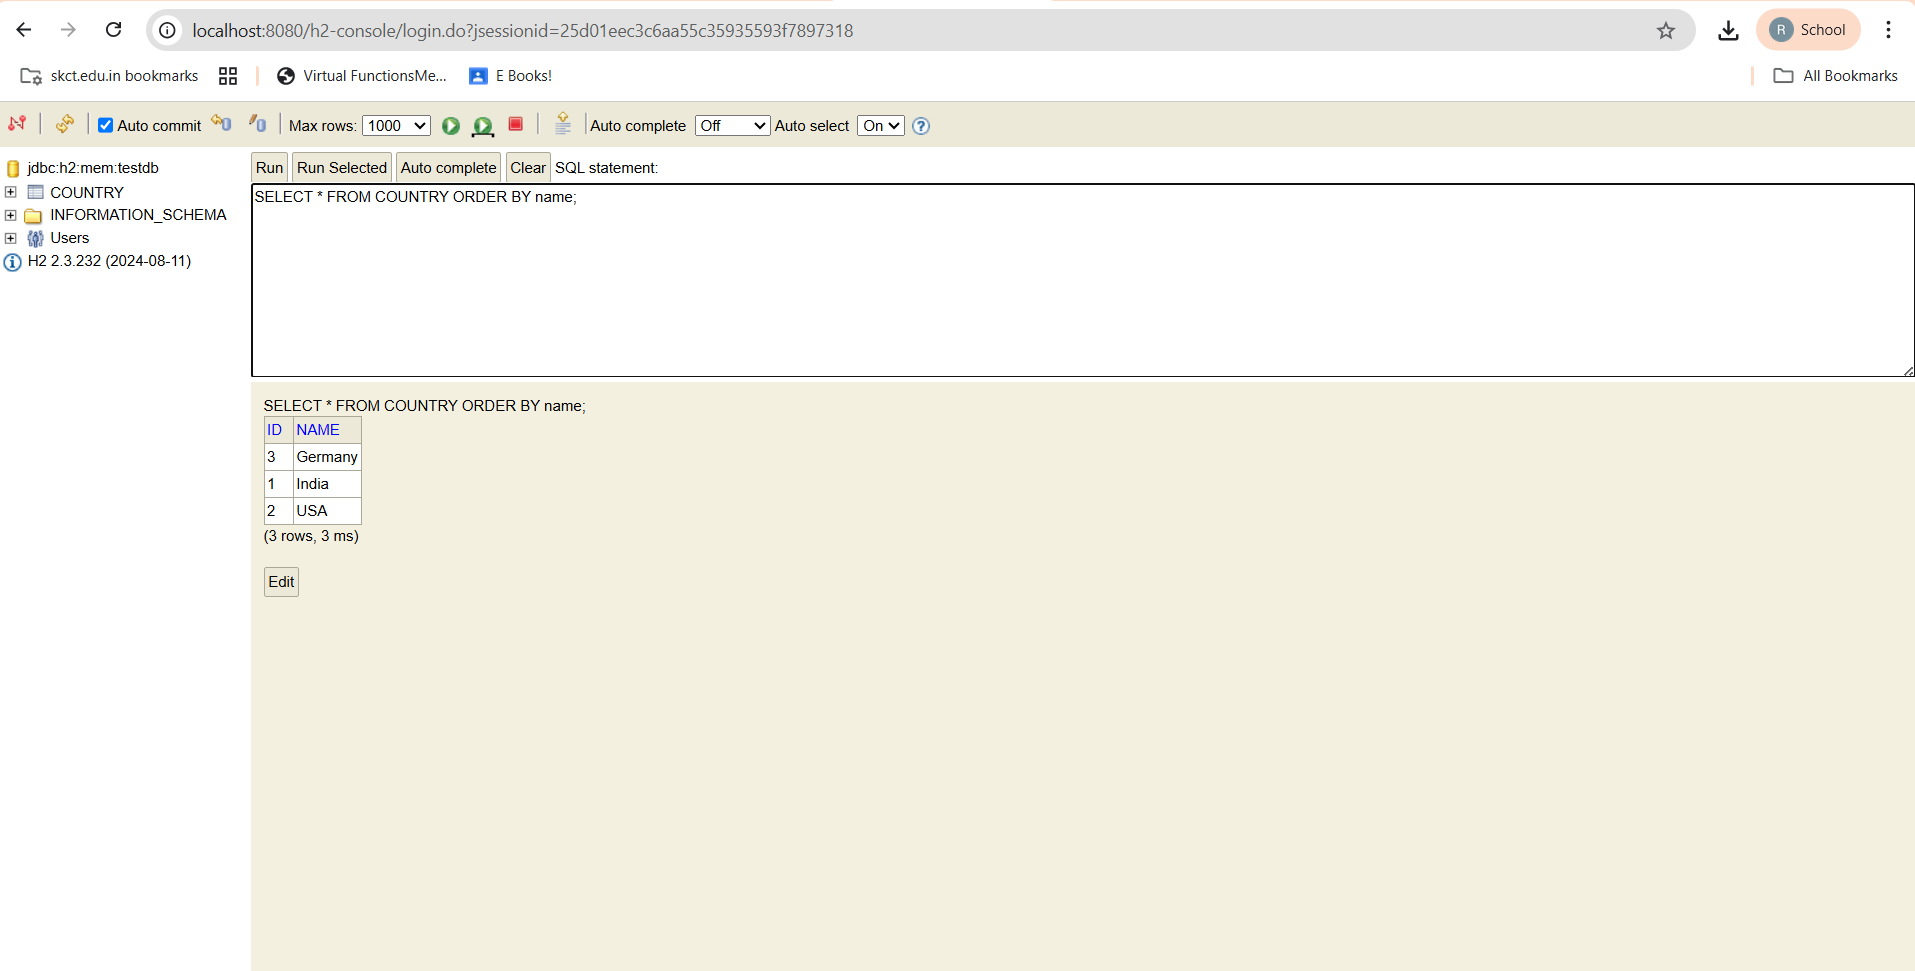 localhost:8080/h2-console/login.do?jsessionid=25d01eec3c6aa55c35935593f7897318
R School
skct.edu.in bookmarks Virtual FunctionsMe... E Books! All Bookmarks
Auto commit Max rows: 1000 Auto complete Off Auto select On ?
jdbc:h2:mem:testdb
COUNTRY
INFORMATION_SCHEMA
Users
H2 2.3.232 (2024-08-11)
Run Run Selected Auto complete Clear SQL statement:
SELECT * FROM COUNTRY ORDER BY name;
SELECT * FROM COUNTRY ORDER BY name;
ID NAME
3 Germany
1 India
2 USA
(3 rows, 3 ms)
Edit